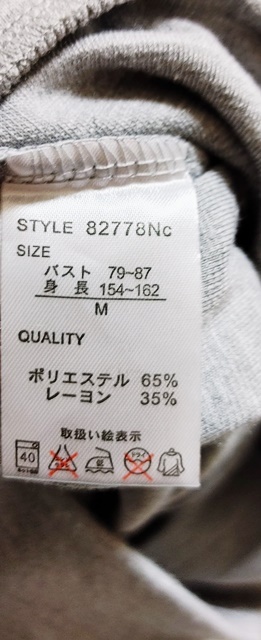 STYLE 82778Nc
SIZE
バスト 79~87
身長 154~162
M
QUALITY
ポリエステル 65%
レーヨン 35%
取扱い絵表示
40